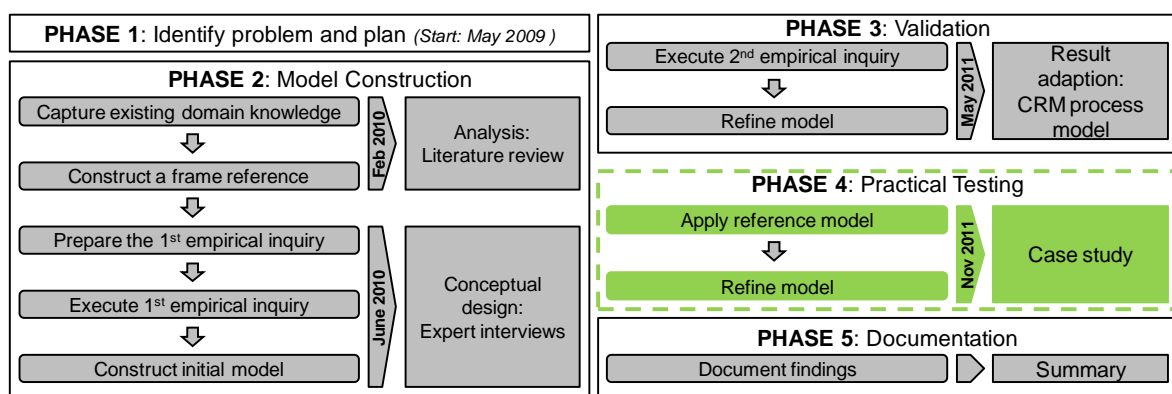 PHASE 1: Identify problem and plan (Start: May 2009 )
PHASE 2: Model Construction
Capture existing domain knowledge
Construct a frame reference
Feb 2010
Analysis:
Literature review
Prepare the 1st empirical inquiry
Execute 1st empirical inquiry
Construct initial model
June 2010
Conceptual
design:
Expert interviews
PHASE 3: Validation
Execute 2nd empirical inquiry
Refine model
May 2011
Result
adaption:
CRM process
model
PHASE 4: Practical Testing
Apply reference model
Refine model
Nov 2011
Case study
PHASE 5: Documentation
Document findings
Summary